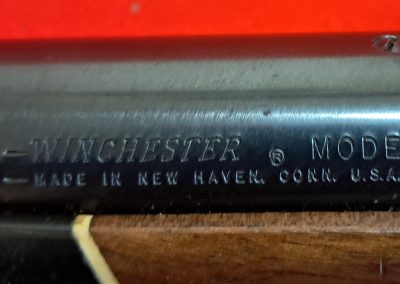 —WINCHESTER ® MODE
— MADE IN NEW HAVEN. CONN. U.S.A.